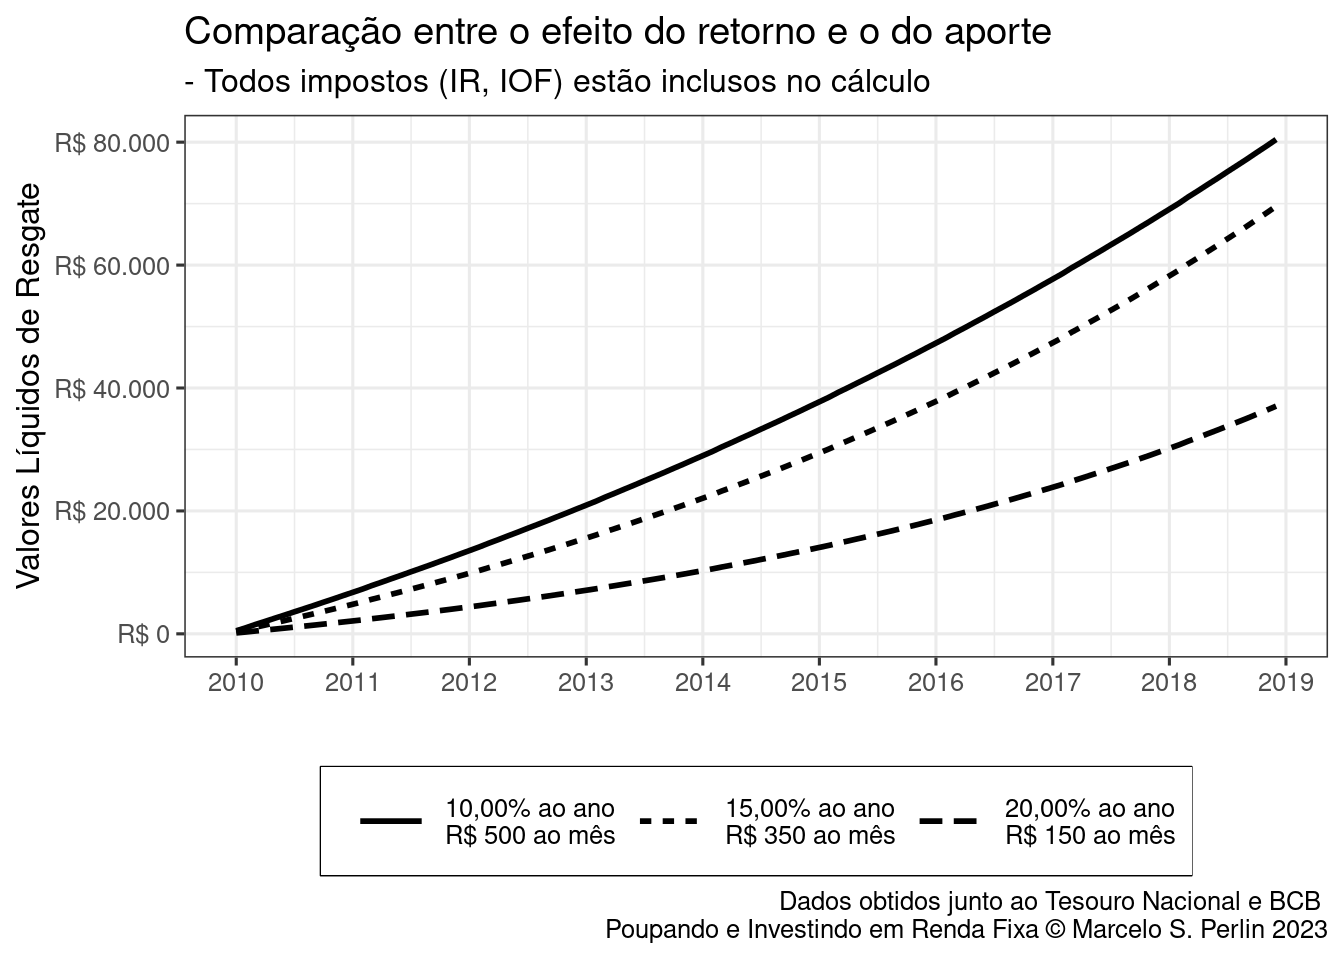 Comparação entre o efeito do retorno e o do aporte
- Todos impostos (IR, IOF) estão inclusos no cálculo
Valores Líquidos de Resgate
R$ 80.000
R$ 60.000
R$ 40.000
R$ 20.000
R$ 0
2010 2011 2012 2013 2014 2015 2016 2017 2018 2019
10,00% ao ano 15,00% ao ano 20,00% ao ano
R$ 500 ao mês R$ 350 ao mês R$ 150 ao mês
Dados obtidos junto ao Tesouro Nacional e BCB
Poupando e Investindo em Renda Fixa © Marcelo S. Perlin 2023